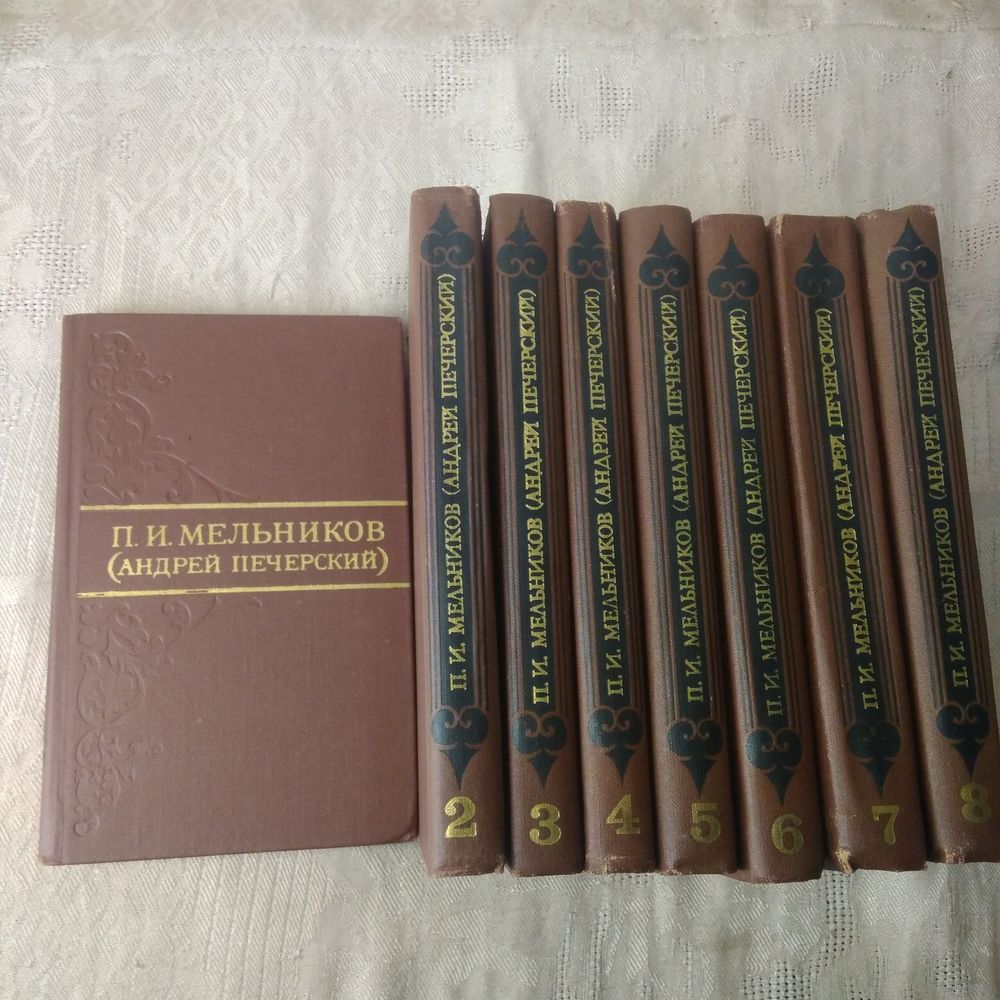 П. И. МЕЛЬНИКОВ
(АНДРЕЙ ПЕЧЕРСКИЙ)
П. И. МЕЛЬНИКОВ (АНДРЕЙ ПЕЧЕРСКИЙ)
2
П. И. МЕЛЬНИКОВ (АНДРЕЙ ПЕЧЕРСКИЙ)
3
П. И. МЕЛЬНИКОВ (АНДРЕЙ ПЕЧЕРСКИЙ)
4
П. И. МЕЛЬНИКОВ (АНДРЕЙ ПЕЧЕРСКИЙ)
5
П. И. МЕЛЬНИКОВ (АНДРЕЙ ПЕЧЕРСКИЙ)
6
П. И. МЕЛЬНИКОВ (АНДРЕЙ ПЕЧЕРСКИЙ)
7
П. И. МЕЛЬНИКОВ (АНДРЕЙ ПЕЧЕРСКИЙ)
8